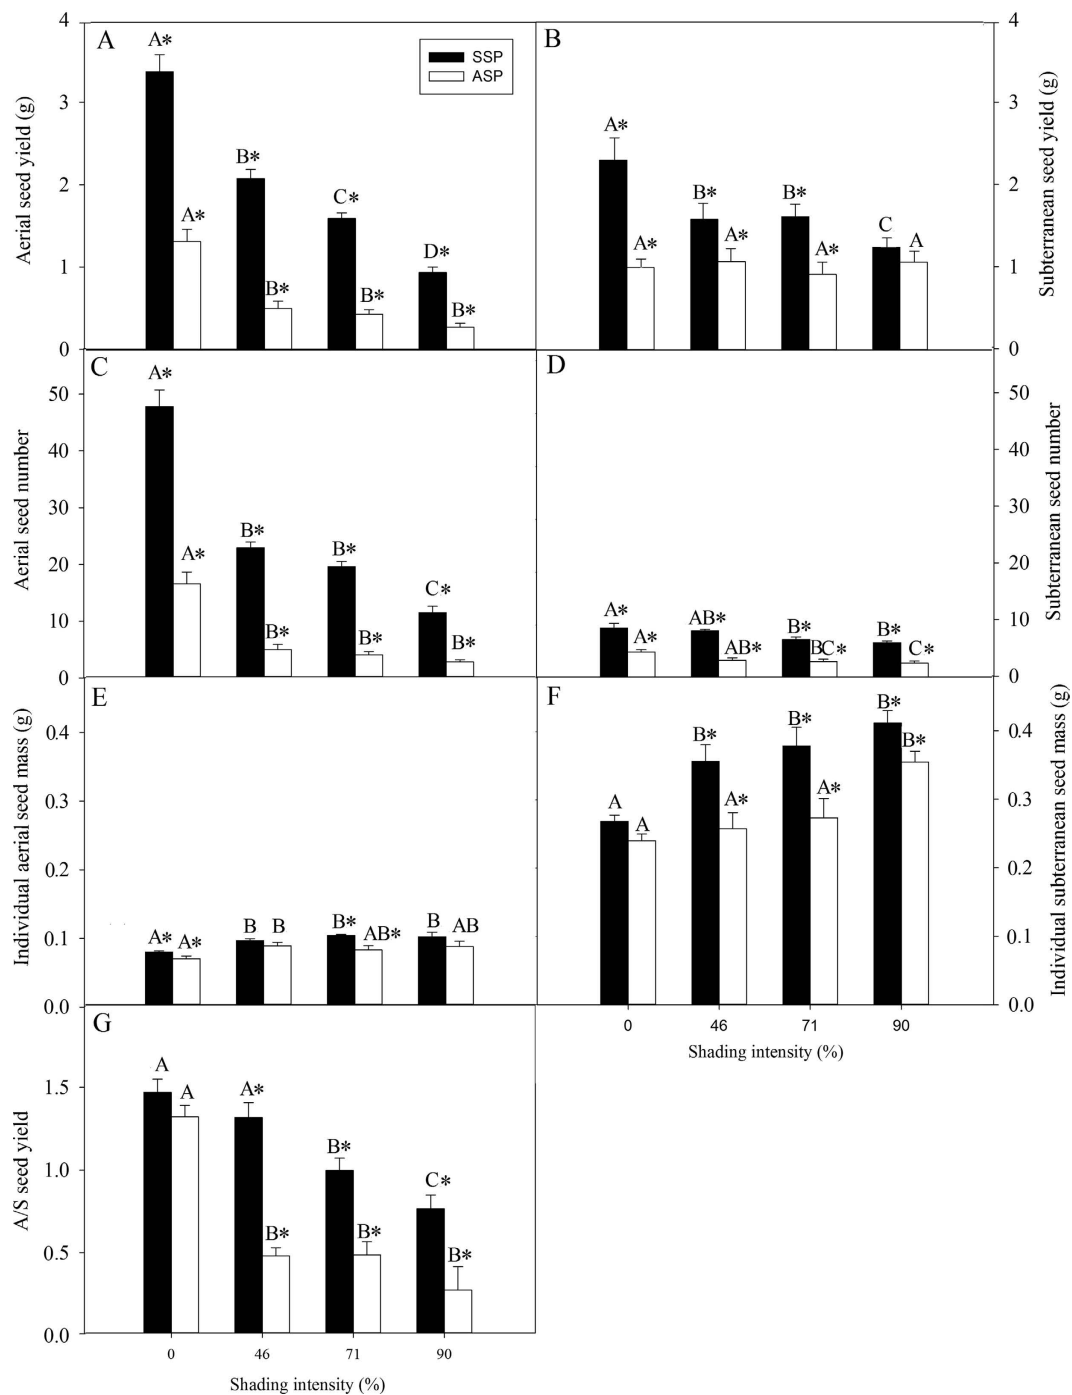 A
SSP
ASP
Aerial seed yield (g)
4
3
2
1
0
A*
A*
B*
B*
C*
B*
D*
B*
B
Subterranean seed yield (g)
4
3
2
1
0
A*
A*
B*
A*
B*
A*
C
A
C
Aerial seed number
50
40
30
20
10
0
A*
A*
B*
B*
B*
B*
C*
B*
D
Subterranean seed number
50
40
30
20
10
0
A*
A*
AB*
AB*
B*
BC*
B*
C*
E
Individual aerial seed mass (g)
0.4
0.3
0.2
0.1
0.0
A*
A*
B
B
B*
AB*
B
AB
F
Individual subterranean seed mass (g)
0.4
0.3
0.2
0.1
0.0
A
A
B*
A*
B*
A*
B*
B*
0
46
71
90
Shading intensity (%)
G
A/S seed yield
1.5
1.0
0.5
0.0
A
A
A*
B*
B*
B*
C*
B*
0
46
71
90
Shading intensity (%)